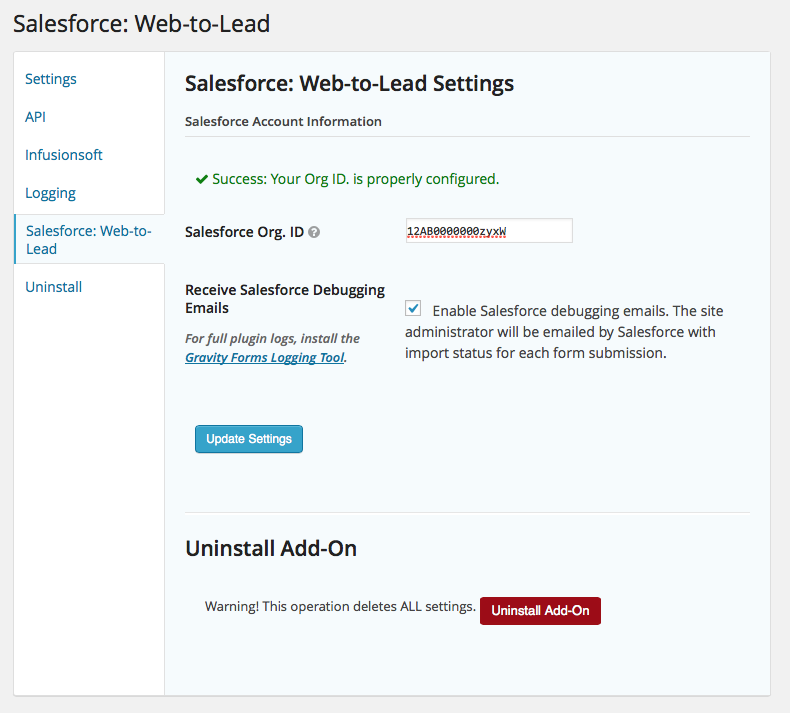 Salesforce: Web-to-Lead
Settings
API
Infusionsoft
Logging
Salesforce: Web-to-
Lead
Uninstall
Salesforce: Web-to-Lead Settings
Salesforce Account Information
Success: Your Org ID. is properly configured.
Salesforce Org. ID
12AB0000000zyxW
Receive Salesforce Debugging
Emails
For full plugin logs, install the
Gravity Forms Logging Tool.
Enable Salesforce debugging emails. The site
administrator will be emailed by Salesforce with
import status for each form submission.
Update Settings
Uninstall Add-On
Warning! This operation deletes ALL settings.
Uninstall Add-On